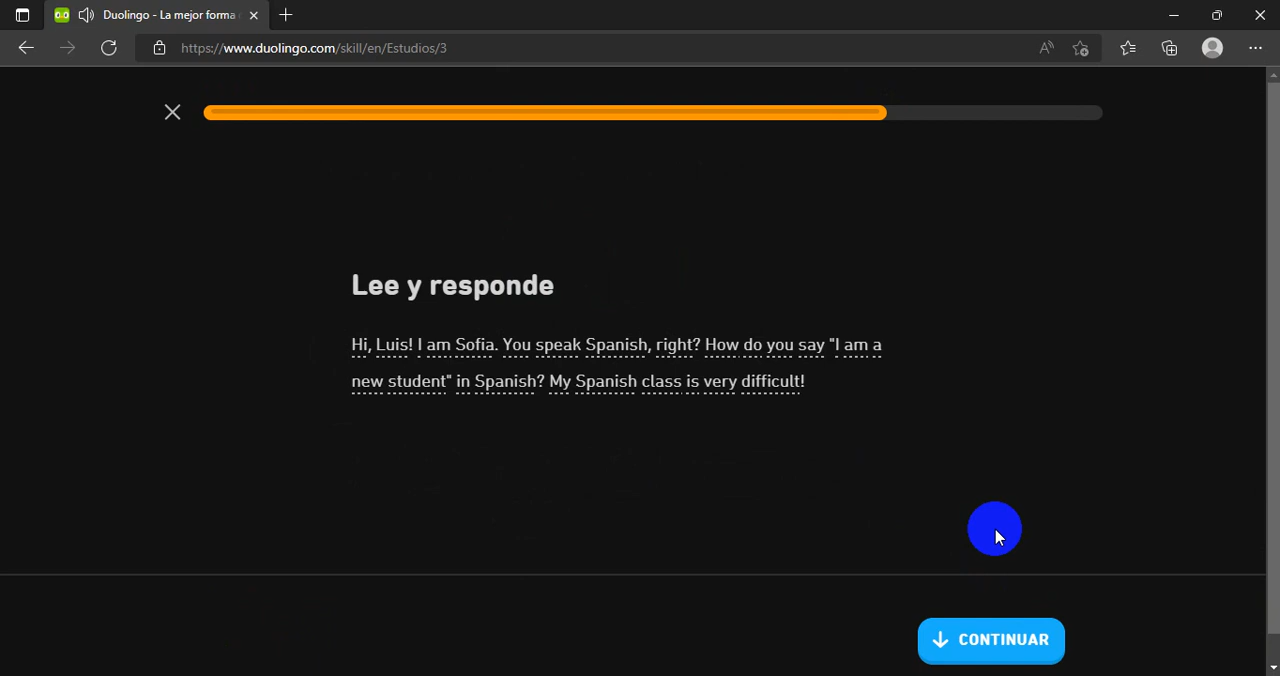 Duolingo - La mejor forma
https://www.duolingo.com/skill/en/Estudios/3
Lee y responde
Hi, Luis! I am Sofia. You speak Spanish, right? How do you say "I am a
new student" in Spanish? My Spanish class is very difficult!
CONTINUAR